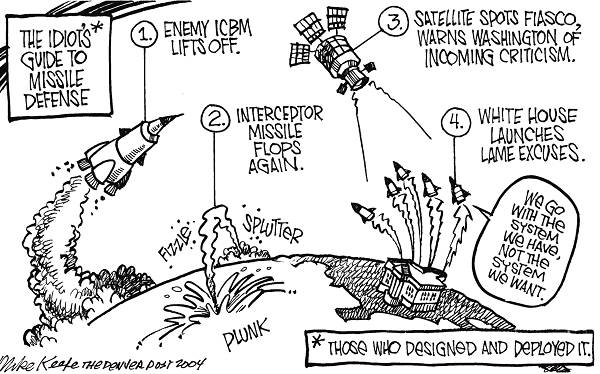 THE IDIOT'S*
GUIDE TO
MISSILE
DEFENSE
1. ENEMY ICBM
LIFTS OFF.
2. INTERCEPTOR
MISSILE
FLOPS
AGAIN.
3. SATELLITE SPOTS FIASCO,
WARNS WASHINGTON OF
INCOMING CRITICISM.
4. WHITE HOUSE
LAUNCHES
LAME EXCUSES.
FIZZLE
SPLUTTER
PLUNK
WE GO
WITH THE
SYSTEM
WE HAVE,
NOT THE
SYSTEM
WE WANT.
Mike Keefe THE DENVER POST 2004
* THOSE WHO DESIGNED AND DEPLOYED IT.